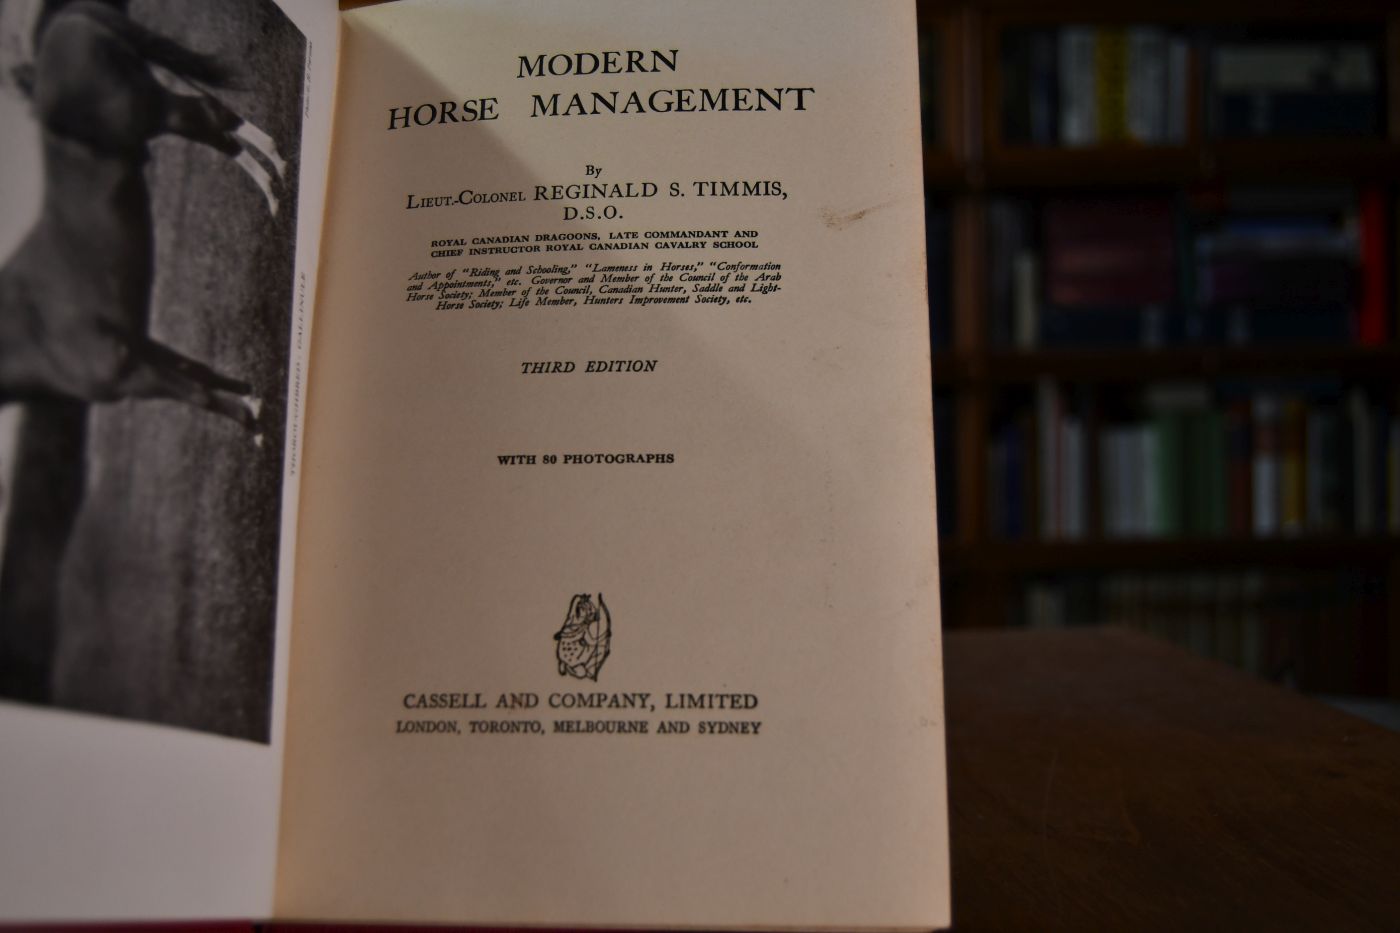 MODERN
HORSE MANAGEMENT
By
LIEUT.-COLONEL REGINALD S. TIMMIS,
D.S.O.
ROYAL CANADIAN DRAGOONS, LATE COMMANDANT AND
CHIEF INSTRUCTOR ROYAL CANADIAN CAVALRY SCHOOL
Author of "Riding and Schooling," "Lameness in Horses," "Conformation
and Appointments," etc. Governor and Member of the Council of the Arab
Horse Society; Member of the Council, Canadian Hunter, Saddle and Light-
Horse Society; Life Member, Hunters Improvement Society, etc.
THIRD EDITION
WITH 80 PHOTOGRAPHS
CASSELL AND COMPANY, LIMITED
LONDON, TORONTO, MELBOURNE AND SYDNEY
THOROUGHBRED: